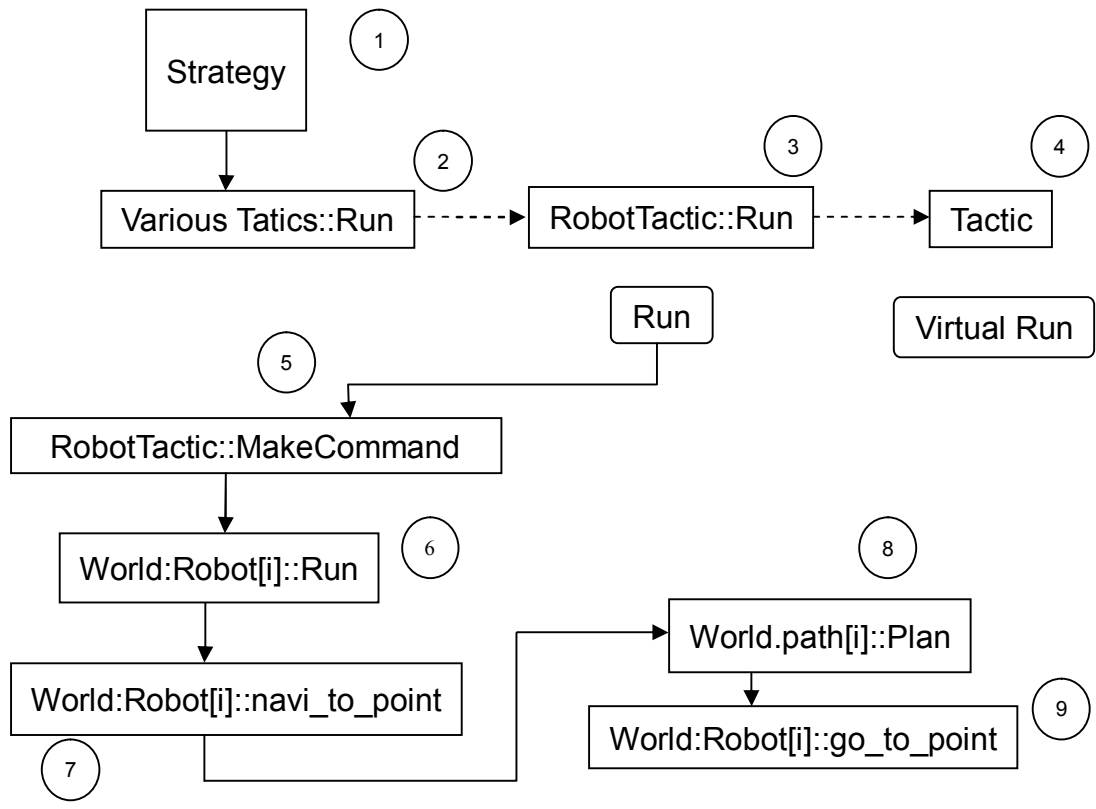 1
Strategy
2
3
4
Various Tatics::Run
RobotTactic::Run
Tactic
Run
Virtual Run
5
RobotTactic::MakeCommand
6
8
World:Robot[i]::Run
World.path[i]::Plan
World:Robot[i]::navi_to_point
9
World:Robot[i]::go_to_point
7